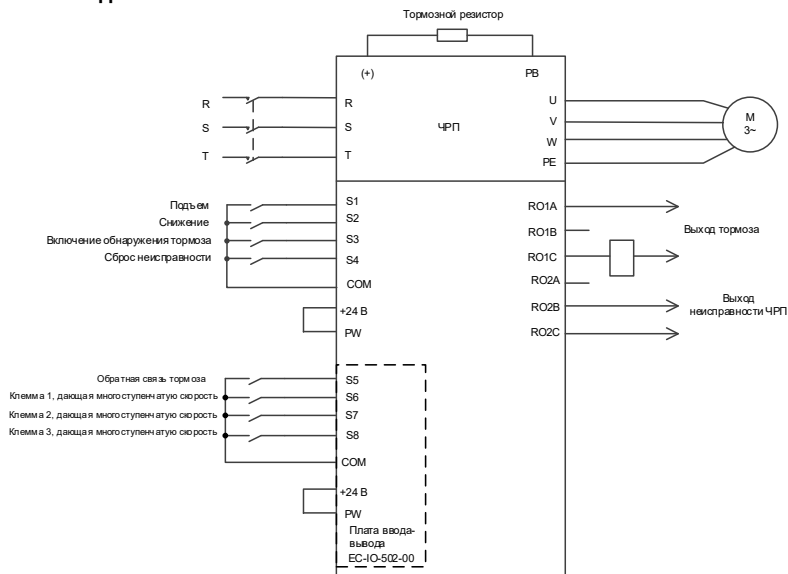 Тормозной резистор
(+)
PB
R
S
T
R
S
T
ЧРП
U
V
W
PE
M
3~
Подъем
Снижение
Включение обнаружения тормоза
Сброс неисправности
S1
S2
S3
S4
COM
+24 В
PW
RO1A
RO1B
RO1C
RO2A
RO2B
RO2C
Выход тормоза
Выход
неисправности ЧРП
Обратная связь тормоза
Клемма 1, дающая многоступенчатую скорость
Клемма 2, дающая многоступенчатую скорость
Клемма 3, дающая многоступенчатую скорость
S5
S6
S7
S8
COM
+24 В
PW
Плата ввода-
вывода
EC-IO-502-00